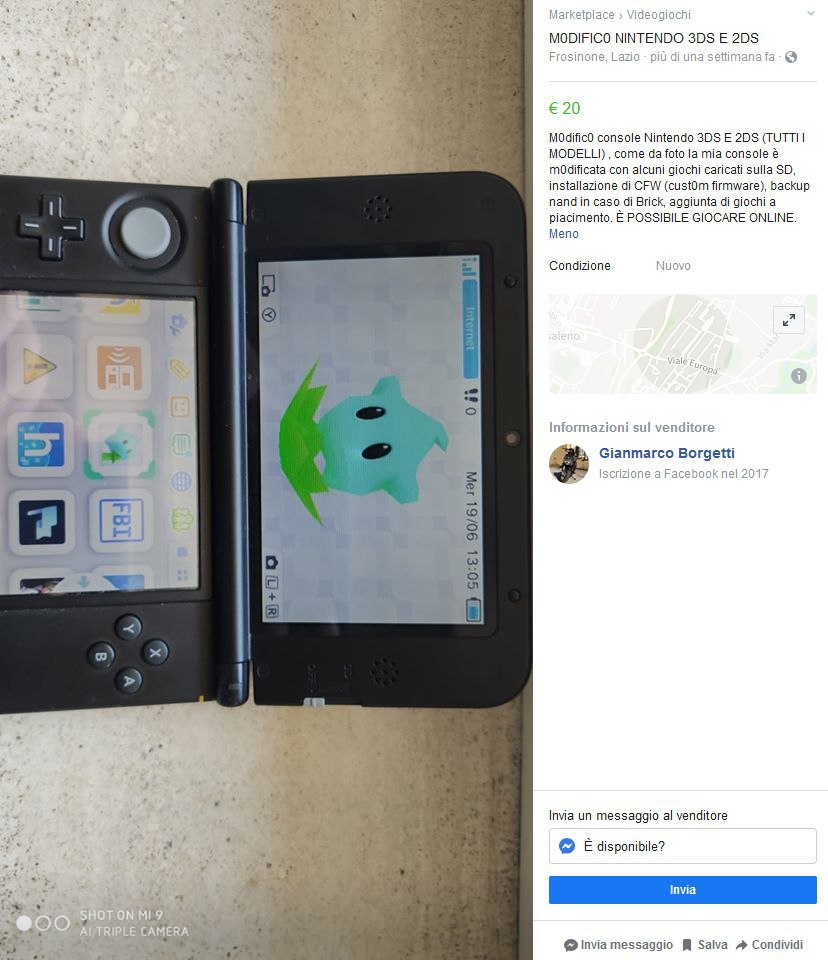 Marketplace › Videogiochi
M0DIFIC0 NINTENDO 3DS E 2DS
Frosinone, Lazio · più di una settimana fa ·
€ 20
M0dific0 console Nintendo 3DS E 2DS (TUTTI I
MODELLI) , come da foto la mia console è
m0dificata con alcuni giochi caricati sulla SD,
installazione di CFW (cust0m firmware), backup
nand in caso di Brick, aggiunta di giochi a
piacimento. È POSSIBILE GIOCARE ONLINE.
Meno
Condizione Nuovo
Viale Europa
Informazioni sul venditore
Gianmarco Borgetti
Iscrizione a Facebook nel 2017
Invia un messaggio al venditore
È disponibile?
Invia
Invia messaggio Salva Condividi
Internet
0
Mer 19/06 13:05
Y
L + R
h
FBI
Y
X
B
A
SHOT ON MI 9
AI TRIPLE CAMERA